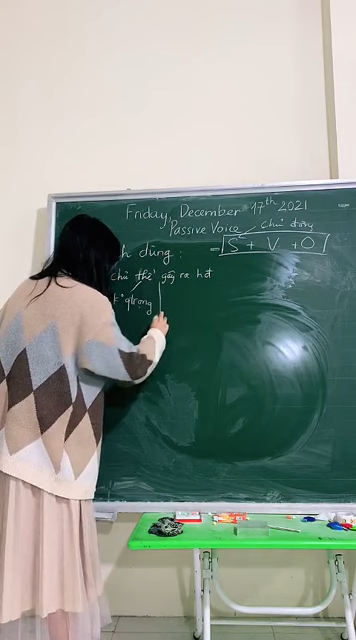 Friday, December 17th 2021
Passive Voice chủ động
h dùng : = S + V + O
chủ thể gây ra hđ
k° qtrọng